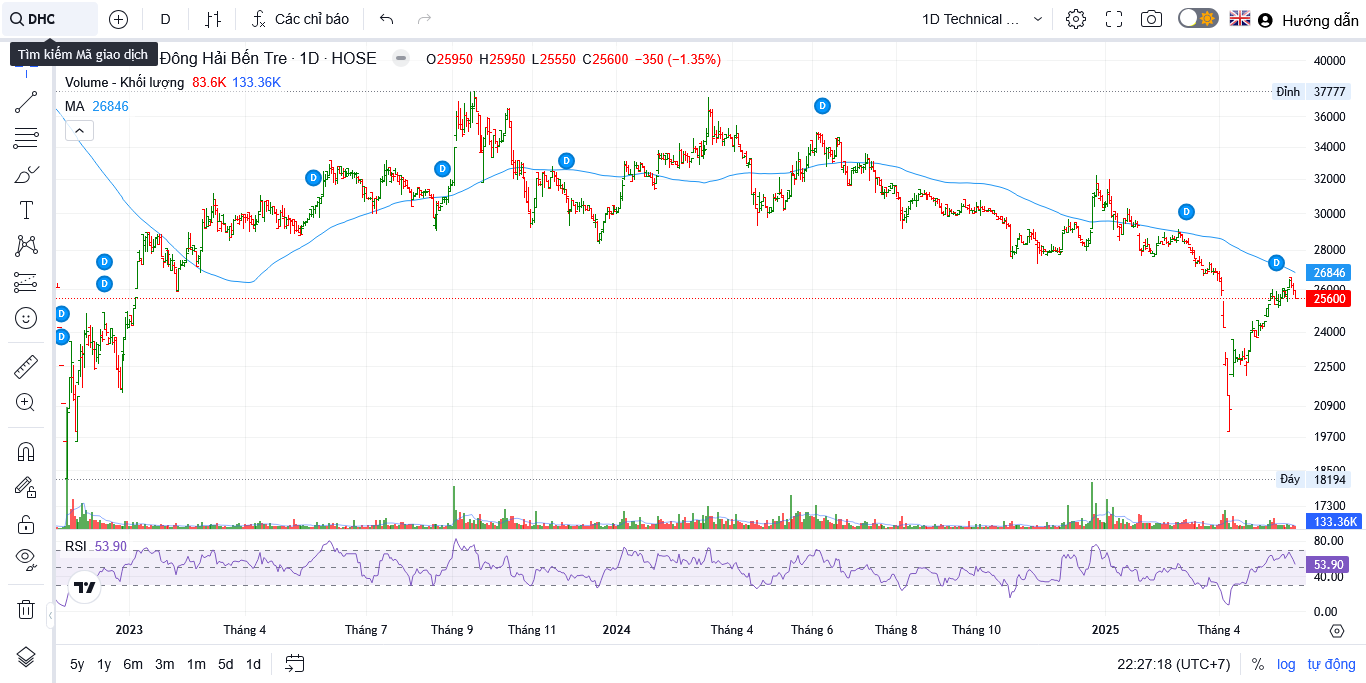 DHC
D
Các chỉ báo
1D Technical ...
Hướng dẫn
Tìm kiếm Mã giao dịch
Đông Hải Bến Tre · 1D · HOSE
O25950 H25950 L25550 C25600 −350 (−1.35%)
Volume - Khối lượng 83.6K 133.36K
MA 26846
40000
Đỉnh 37777
36000
34000
32000
30000
28000
26846
26000
25600
24000
22500
20900
19700
18500
Đáy 18194
17300
133.36K
D
D
D
D
D
D
D
D
D
D
RSI 53.90
80.00
53.90
40.00
0.00
2023 Tháng 4 Tháng 7 Tháng 9 Tháng 11 2024 Tháng 4 Tháng 6 Tháng 8 Tháng 10 2025 Tháng 4
5y 1y 6m 3m 1m 5d 1d
22:27:18 (UTC+7) % log tự động